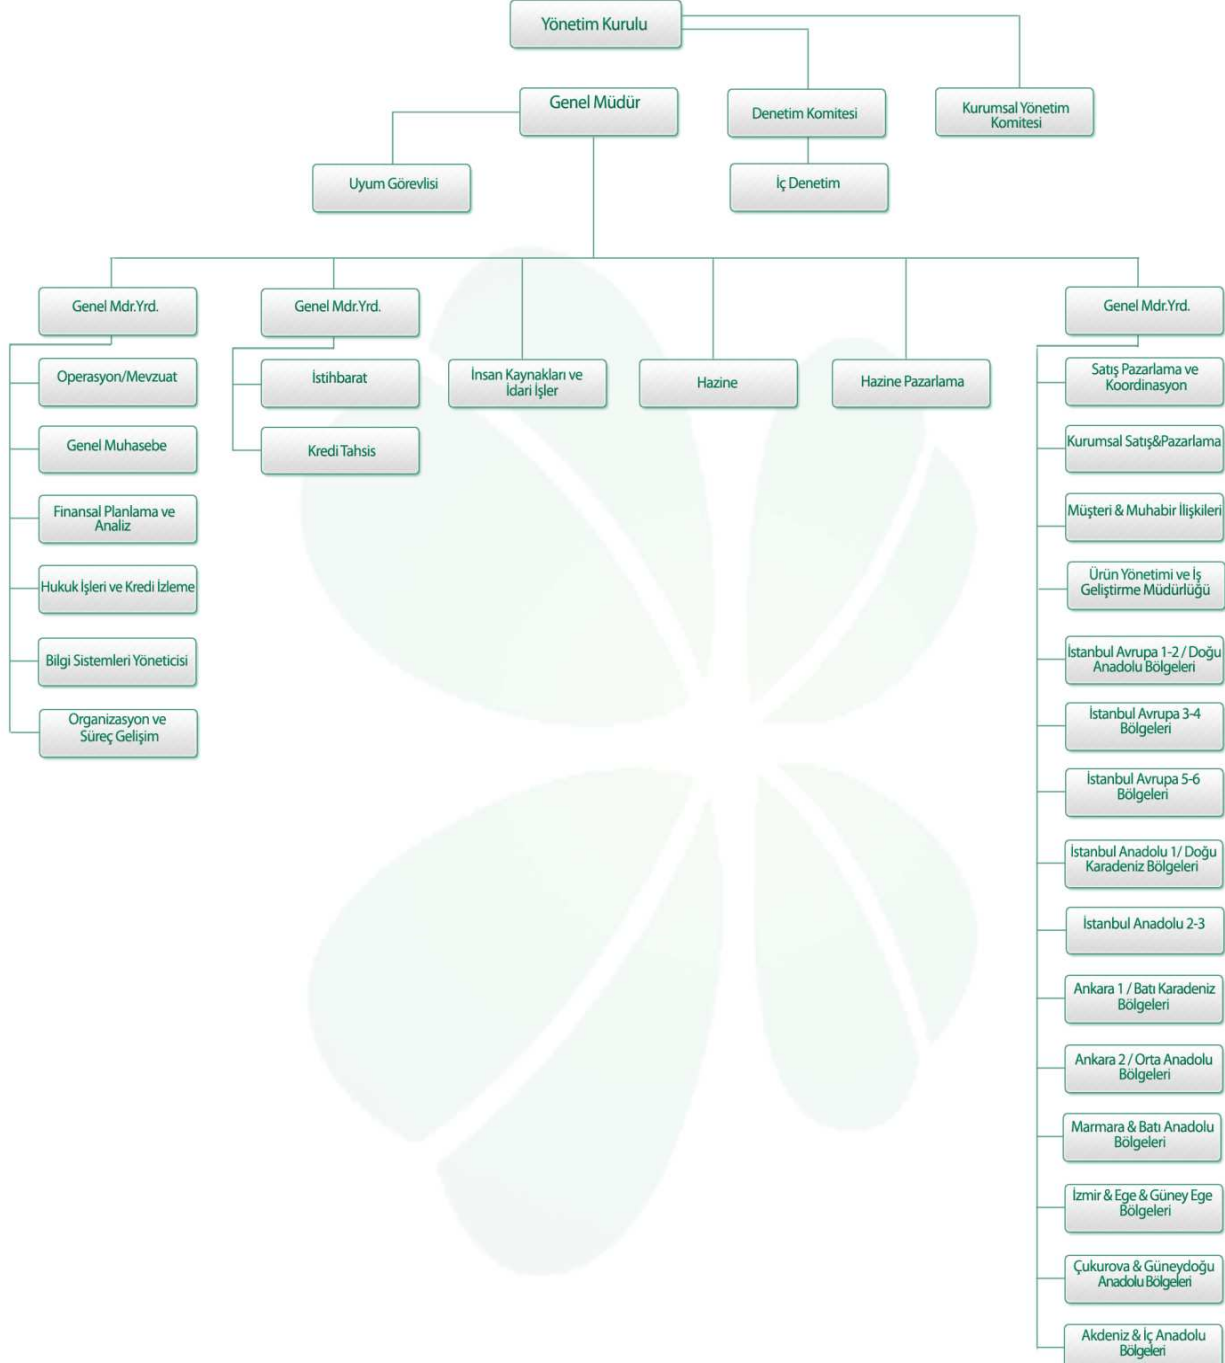 Yönetim Kurulu
Genel Müdür
Denetim Komitesi
Kurumsal Yönetim
Komitesi
Uyum Görevlisi
İç Denetim
Genel Mdr.Yrd.
Genel Mdr.Yrd.
Genel Mdr.Yrd.
Operasyon/Mevzuat
Genel Muhasebe
Finansal Planlama ve
Analiz
Hukuk İşleri ve Kredi İzleme
Bilgi Sistemleri Yöneticisi
Organizasyon ve
Süreç Gelişim
İstihbarat
Kredi Tahsis
İnsan Kaynakları ve
İdari İşler
Hazine
Hazine Pazarlama
Satış Pazarlama ve
Koordinasyon
Kurumsal Satış&Pazarlama
Müşteri & Muhabir İlişkileri
Ürün Yönetimi ve İş
Geliştirme Müdürlüğü
İstanbul Avrupa 1-2 / Doğu
Anadolu Bölgeleri
İstanbul Avrupa 3-4
Bölgeleri
İstanbul Avrupa 5-6
Bölgeleri
İstanbul Anadolu 1/ Doğu
Karadeniz Bölgeleri
İstanbul Anadolu 2-3
Ankara 1 / Batı Karadeniz
Bölgeleri
Ankara 2 / Orta Anadolu
Bölgeleri
Marmara & Batı Anadolu
Bölgeleri
İzmir & Ege & Güney Ege
Bölgeleri
Çukurova & Güneydoğu
Anadolu Bölgeleri
Akdeniz & İç Anadolu
Bölgeleri